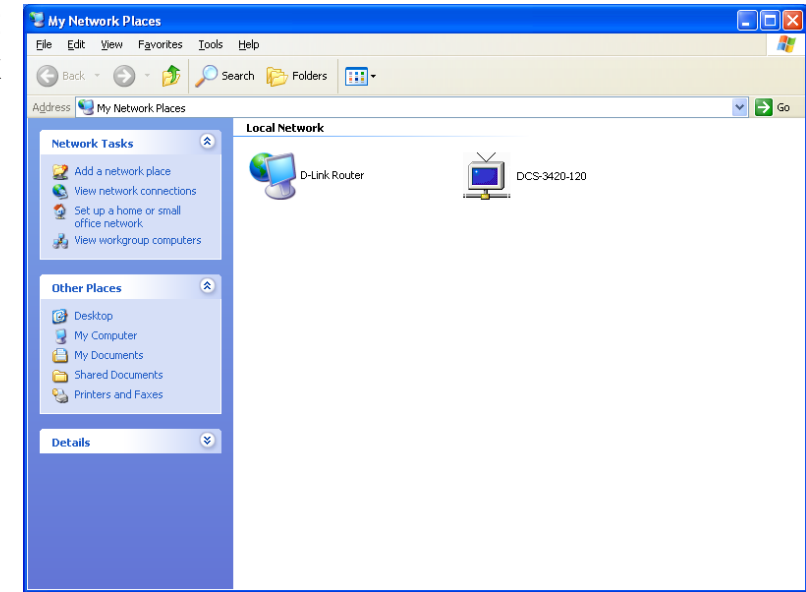 My Network Places
File Edit View Favorites Tools Help
Back Search Folders
Address My Network Places Go
Network Tasks
Add a network place
View network connections
Set up a home or small
office network
View workgroup computers
Other Places
Desktop
My Computer
My Documents
Shared Documents
Printers and Faxes
Details
Local Network
D-Link Router DCS-3420-120